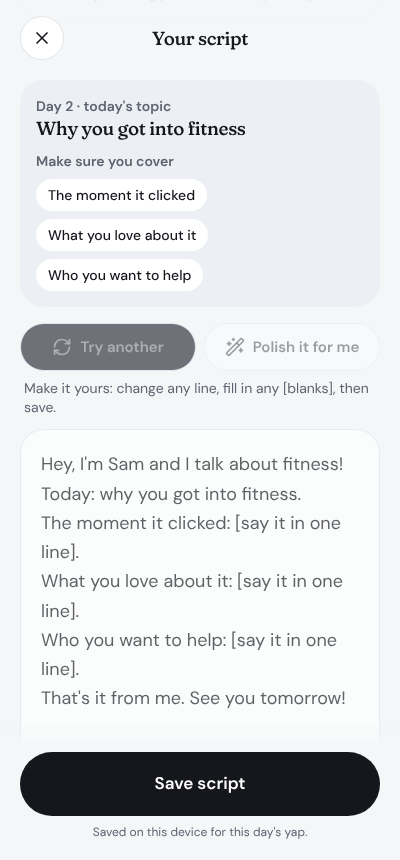 Your script
Day 2 · today's topic
Why you got into fitness
Make sure you cover
The moment it clicked
What you love about it
Who you want to help
Try another
Polish it for me
Make it yours: change any line, fill in any [blanks], then
save.
Hey, I'm Sam and I talk about fitness!
Today: why you got into fitness.
The moment it clicked: [say it in one
line].
What you love about it: [say it in one
line].
Who you want to help: [say it in one
line].
That's it from me. See you tomorrow!
Save script
Saved on this device for this day's yap.